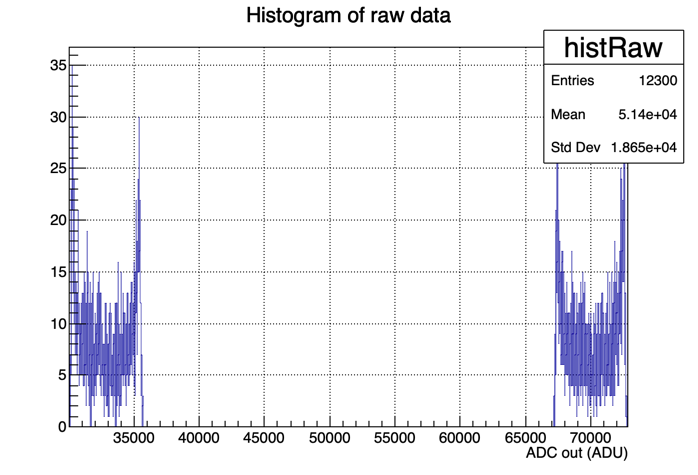 Histogram of raw data
histRaw
Entries 12300
Mean 5.14e+04
Std Dev 1.865e+04
35
30
25
20
15
10
5
0
35000 40000 45000 50000 55000 60000 65000 70000
ADC out (ADU)